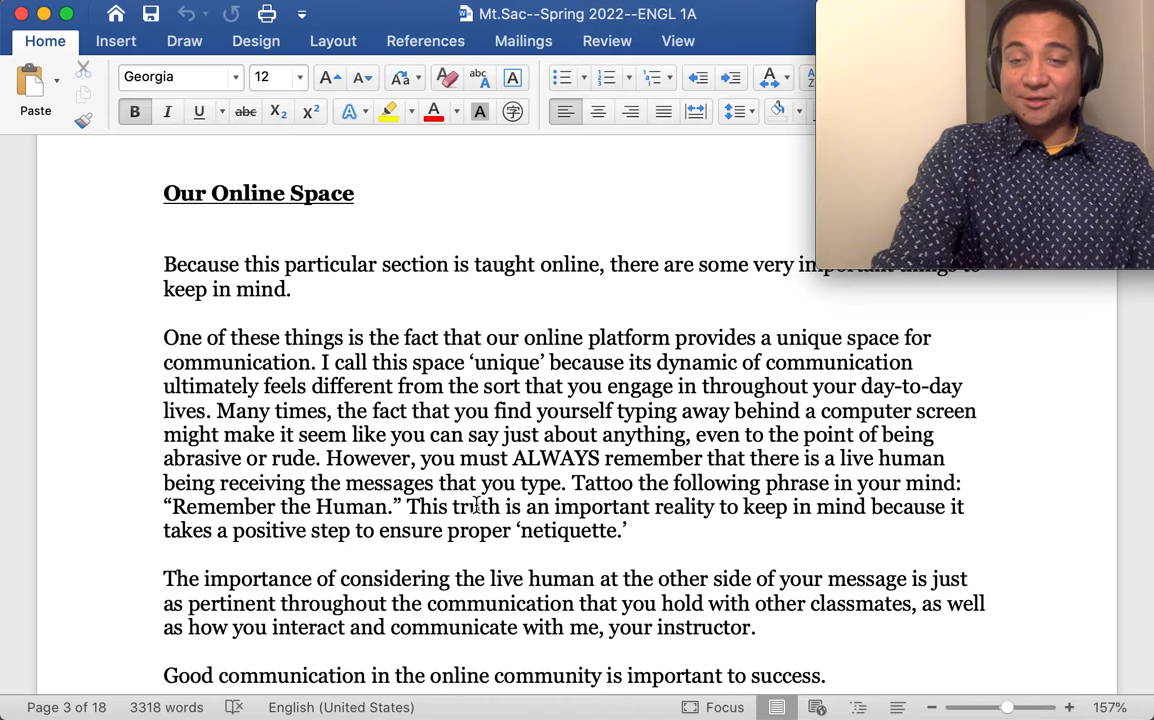 Mt.Sac--Spring 2022--ENGL 1A
Home Insert Draw Design Layout References Mailings Review View
Paste
Georgia 12
Our Online Space
Because this particular section is taught online, there are some very important things to
keep in mind.
One of these things is the fact that our online platform provides a unique space for
communication. I call this space ‘unique’ because its dynamic of communication
ultimately feels different from the sort that you engage in throughout your day-to-day
lives. Many times, the fact that you find yourself typing away behind a computer screen
might make it seem like you can say just about anything, even to the point of being
abrasive or rude. However, you must ALWAYS remember that there is a live human
being receiving the messages that you type. Tattoo the following phrase in your mind:
“Remember the Human.” This truth is an important reality to keep in mind because it
takes a positive step to ensure proper ‘netiquette.’
The importance of considering the live human at the other side of your message is just
as pertinent throughout the communication that you hold with other classmates, as well
as how you interact and communicate with me, your instructor.
Good communication in the online community is important to success.
Page 3 of 18 3318 words English (United States) Focus 157%